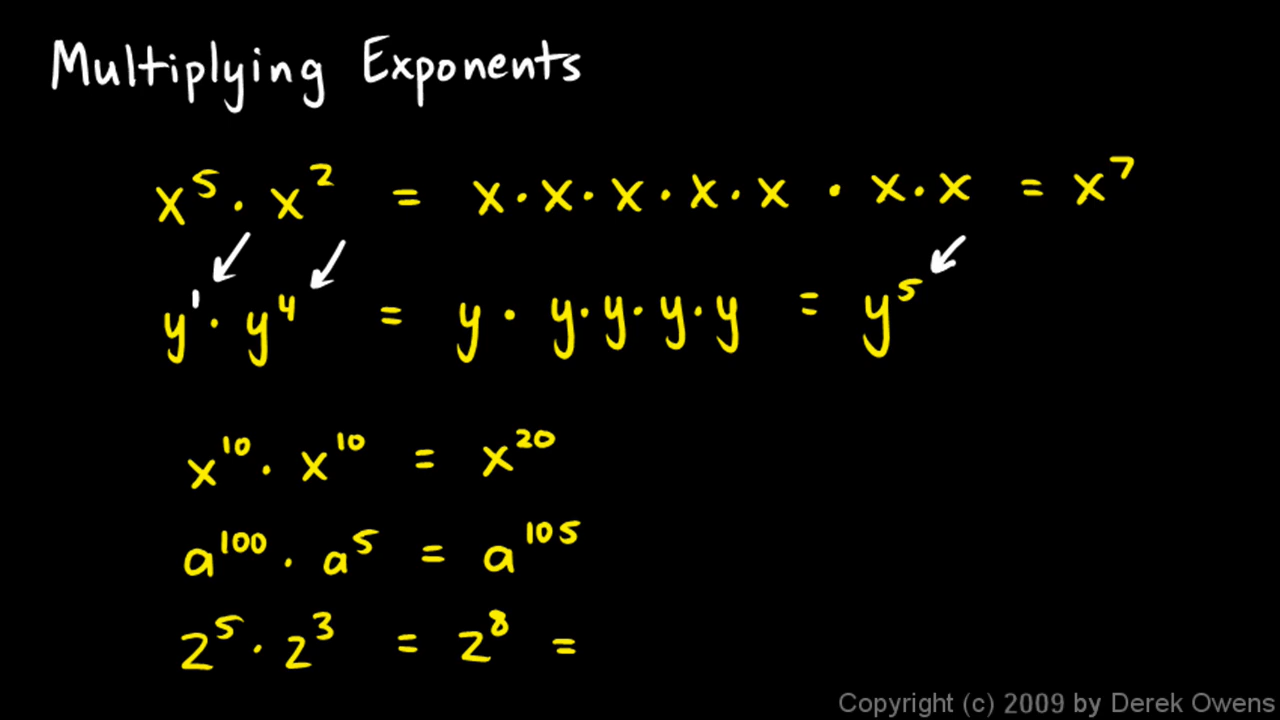 Multiplying Exponents
x⁵ · x² = x · x · x · x · x · x · x = x⁷
y¹ · y⁴ = y · y · y · y · y = y⁵
x¹⁰ · x¹⁰ = x²⁰
a¹⁰⁰ · a⁵ = a¹⁰⁵
2⁵ · 2³ = 2⁸ =
Copyright (c) 2009 by Derek Owens